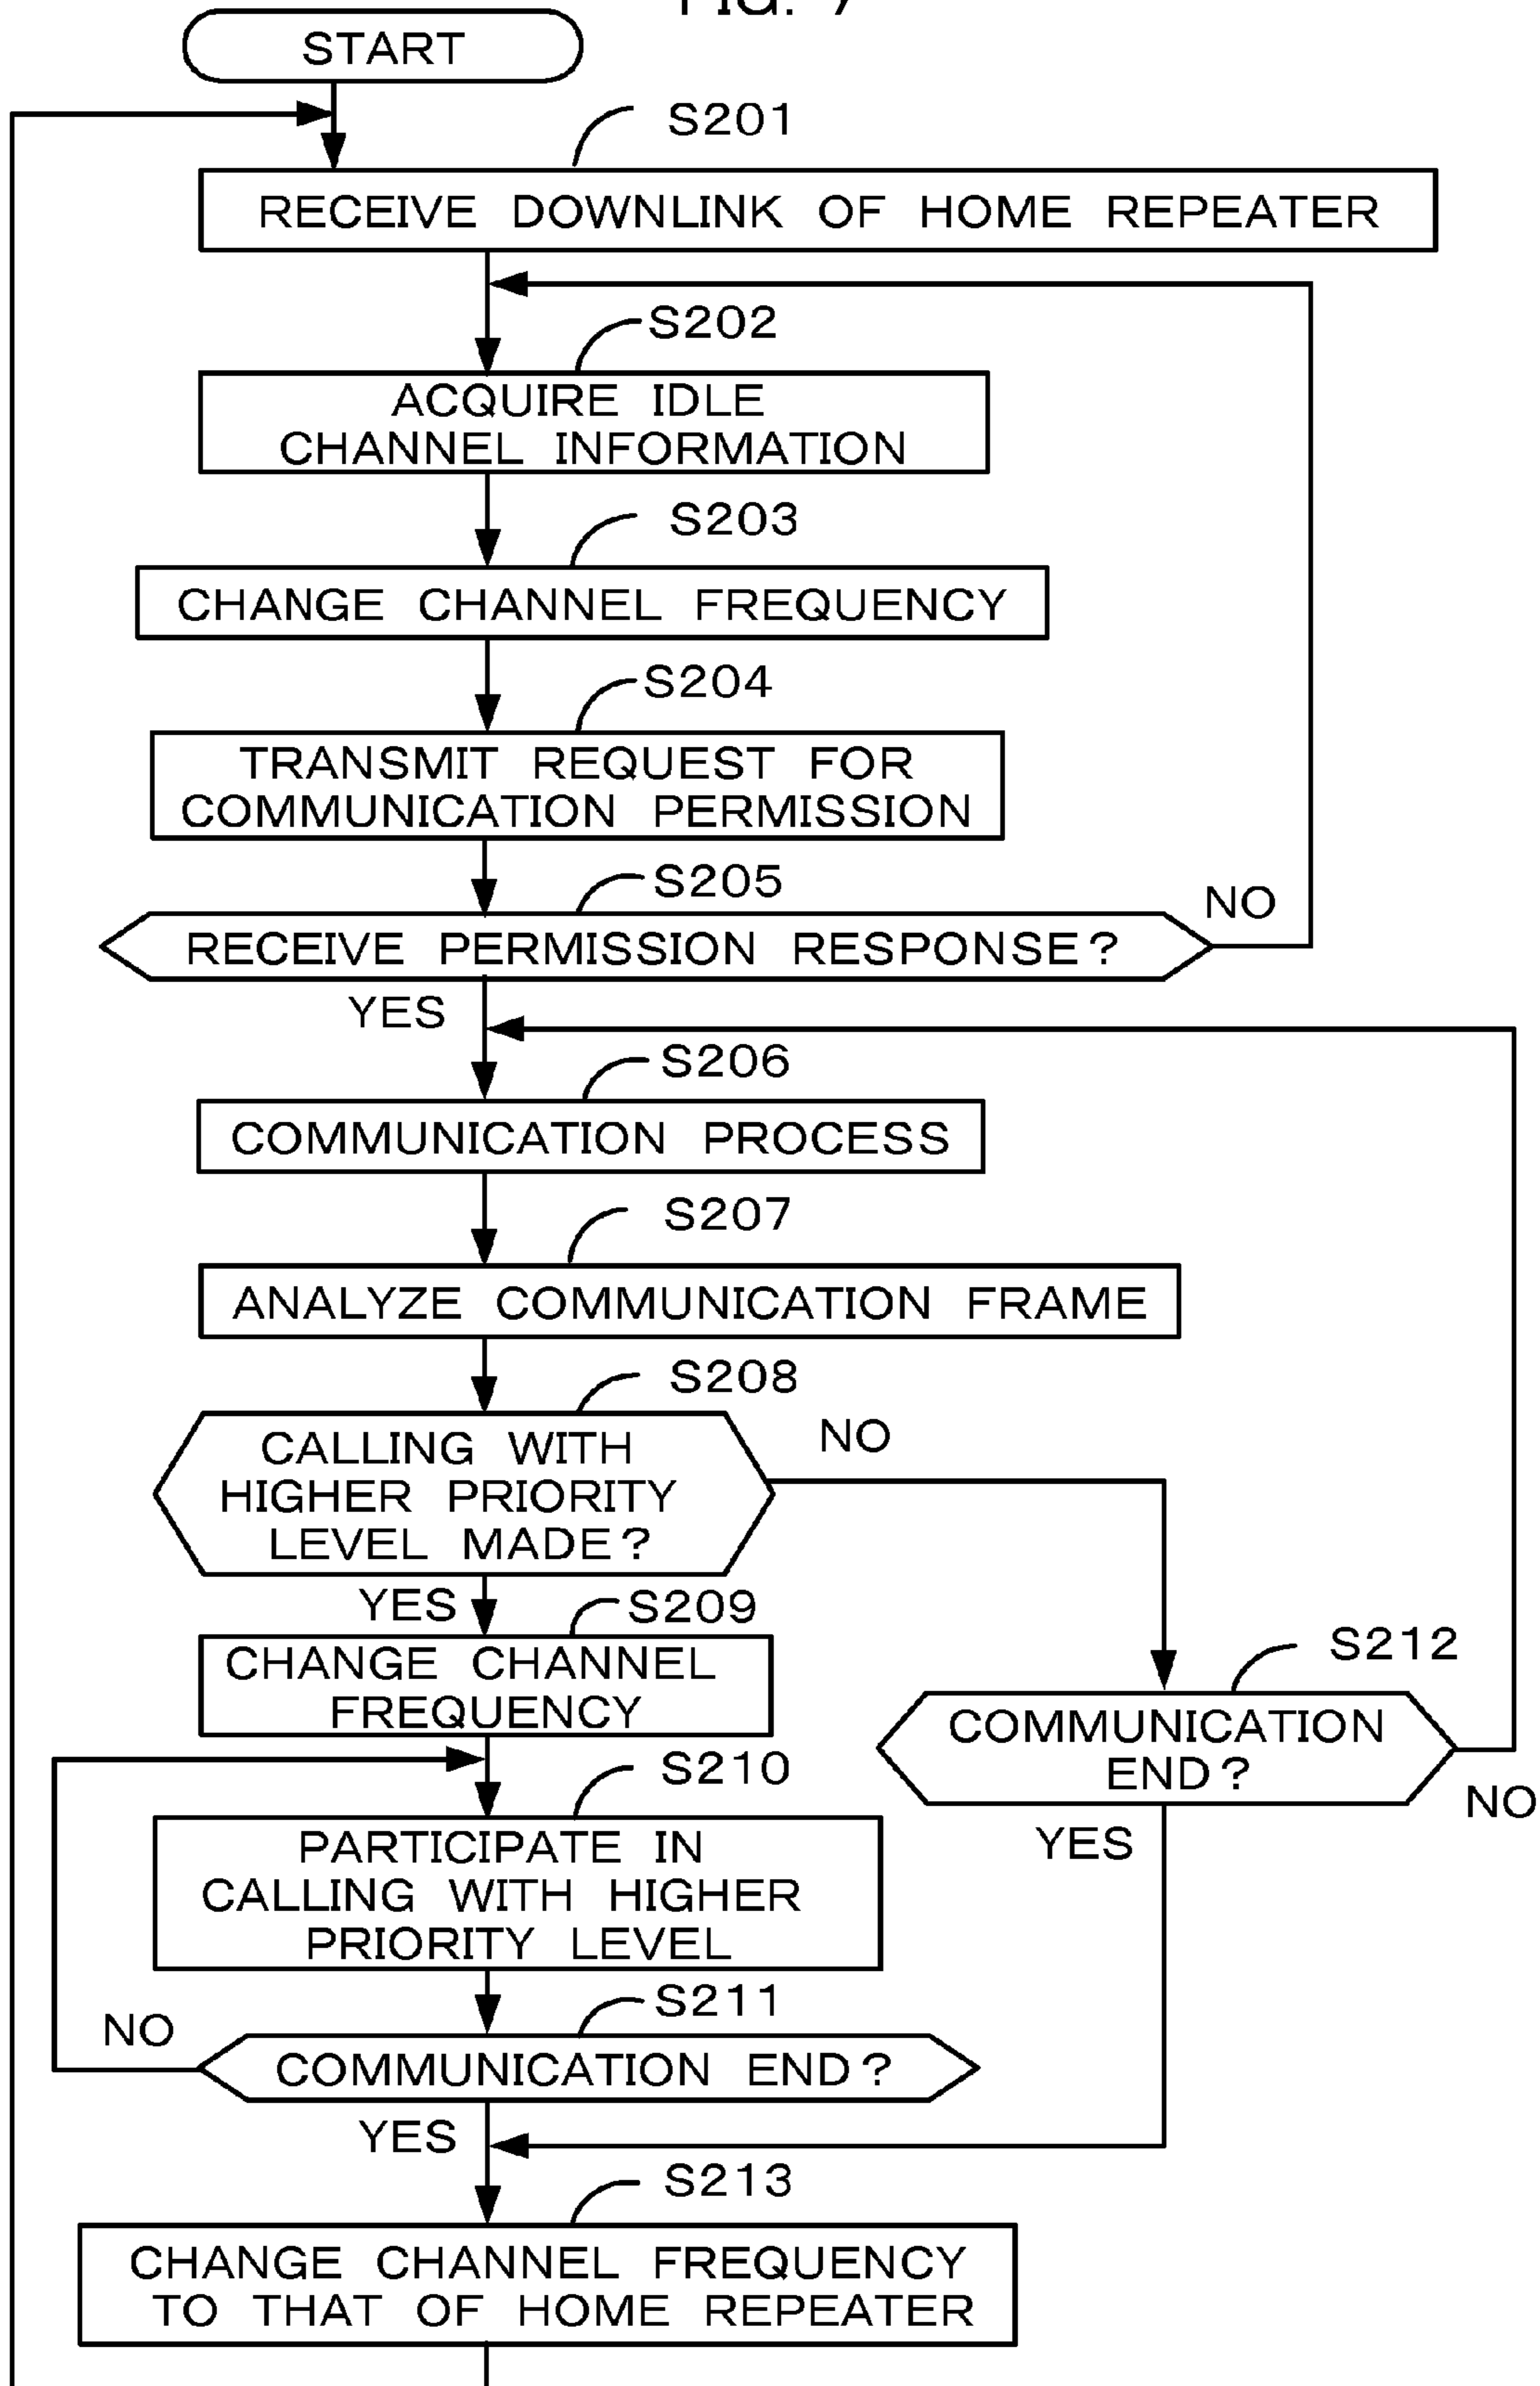 FIG. 7
START
S201
RECEIVE DOWNLINK OF HOME REPEATER
S202
ACQUIRE IDLE
CHANNEL INFORMATION
S203
CHANGE CHANNEL FREQUENCY
S204
TRANSMIT REQUEST FOR
COMMUNICATION PERMISSION
S205
NO
RECEIVE PERMISSION RESPONSE?
YES
S206
COMMUNICATION PROCESS
S207
ANALYZE COMMUNICATION FRAME
S208
CALLING WITH
HIGHER PRIORITY
LEVEL MADE?
NO
YES
S209
CHANGE CHANNEL
FREQUENCY
S212
COMMUNICATION
END?
NO
YES
S210
PARTICIPATE IN
CALLING WITH HIGHER
PRIORITY LEVEL
S211
NO
COMMUNICATION END?
YES
S213
CHANGE CHANNEL FREQUENCY
TO THAT OF HOME REPEATER